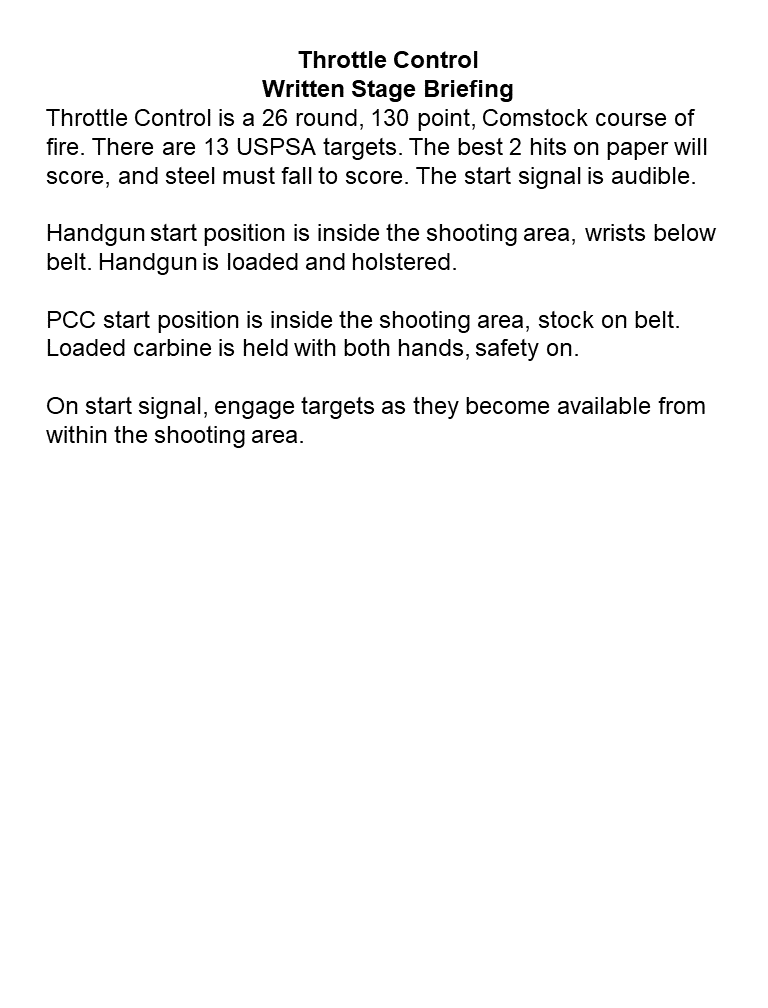 Throttle Control
Written Stage Briefing
Throttle Control is a 26 round, 130 point, Comstock course of
fire. There are 13 USPSA targets. The best 2 hits on paper will
score, and steel must fall to score. The start signal is audible.
Handgun start position is inside the shooting area, wrists below
belt. Handgun is loaded and holstered.
PCC start position is inside the shooting area, stock on belt.
Loaded carbine is held with both hands, safety on.
On start signal, engage targets as they become available from
within the shooting area.